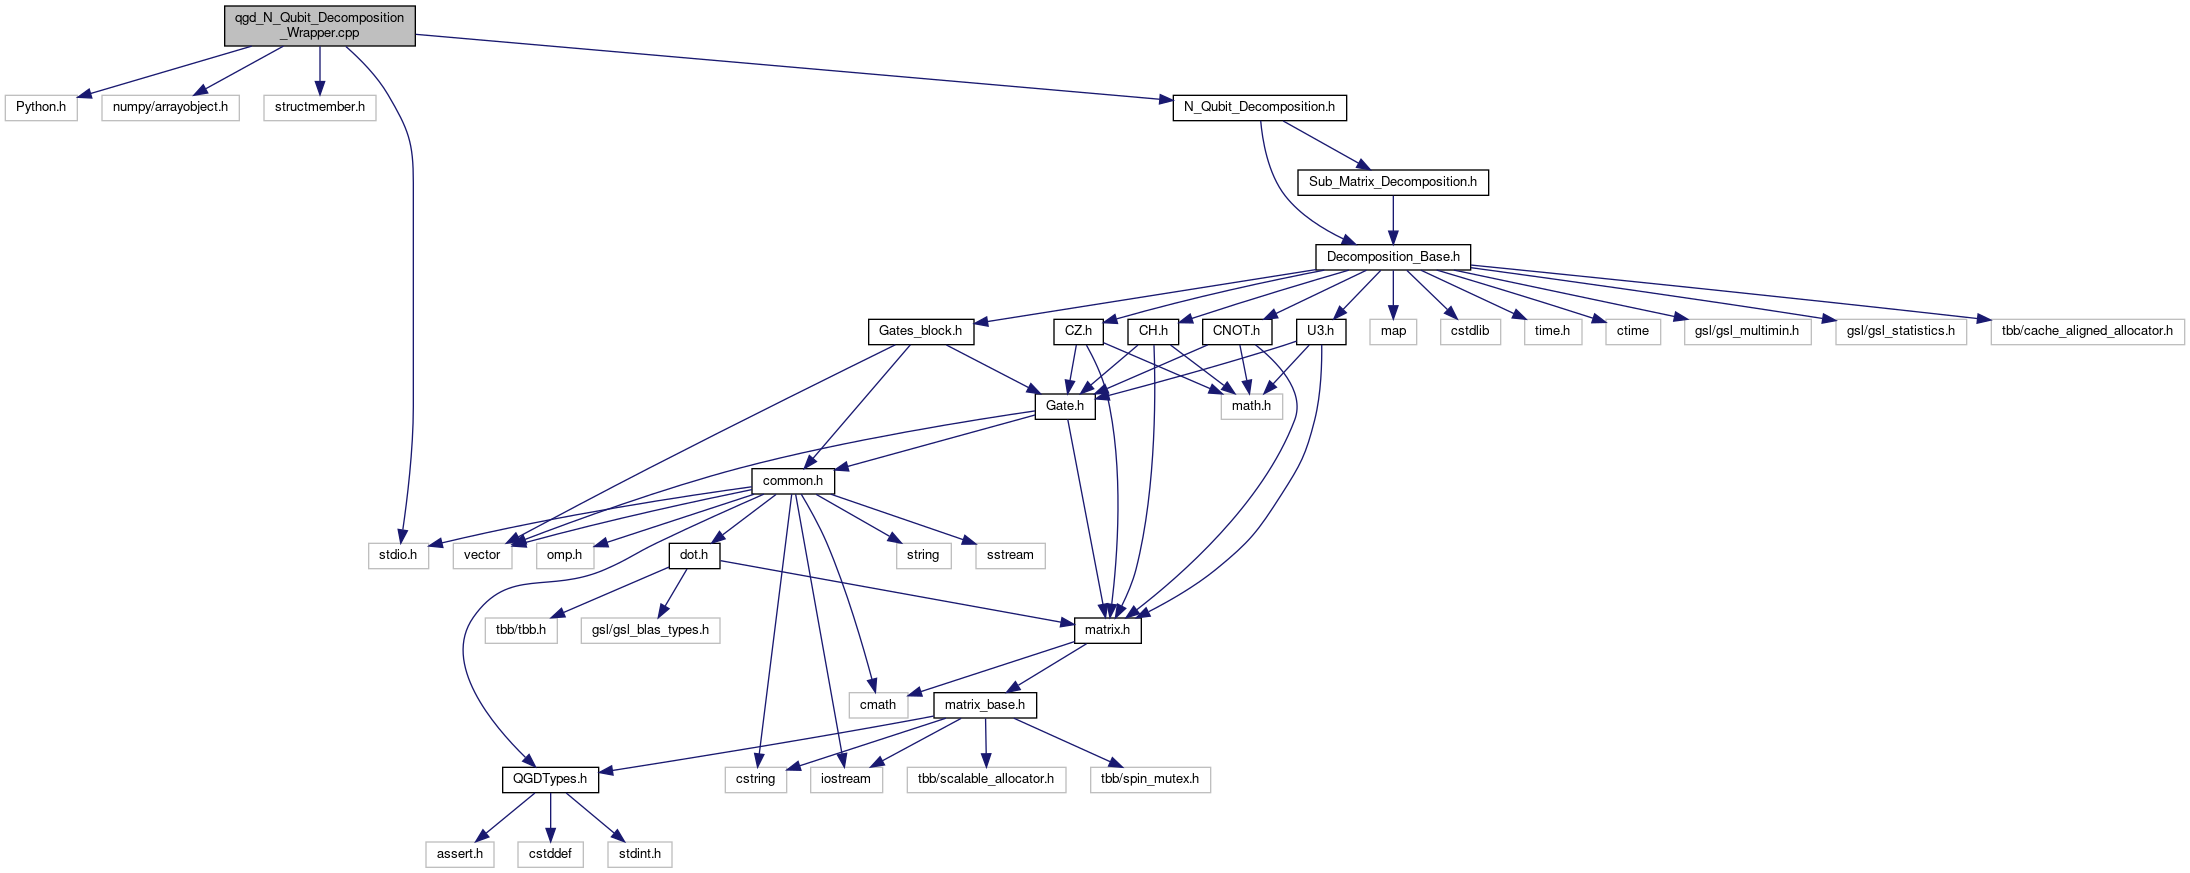 qgd_N_Qubit_Decomposition
_Wrapper.cpp
Python.h
numpy/arrayobject.h
structmember.h
N_Qubit_Decomposition.h
Sub_Matrix_Decomposition.h
Decomposition_Base.h
Gates_block.h
CZ.h
CH.h
CNOT.h
U3.h
map
cstdlib
time.h
ctime
gsl/gsl_multimin.h
gsl/gsl_statistics.h
tbb/cache_aligned_allocator.h
Gate.h
math.h
common.h
stdio.h
vector
omp.h
dot.h
string
sstream
tbb/tbb.h
gsl/gsl_blas_types.h
matrix.h
cmath
matrix_base.h
QGDTypes.h
cstring
iostream
tbb/scalable_allocator.h
tbb/spin_mutex.h
assert.h
cstddef
stdint.h